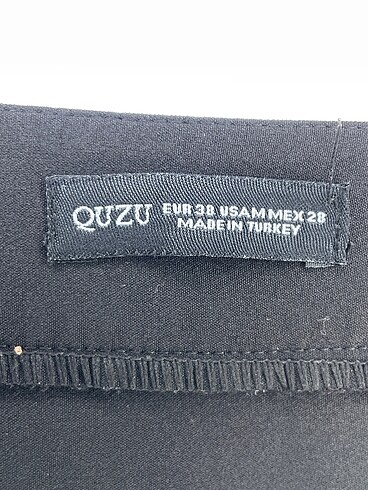 QUZU
EUR 38 USA M MEX 28
MADE IN TURKEY